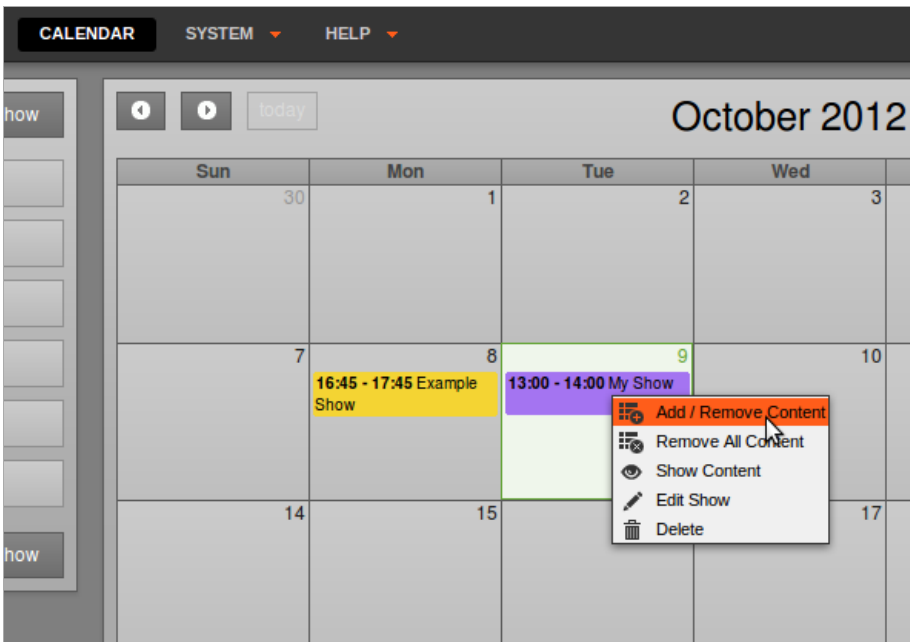 CALENDAR SYSTEM HELP
how
today
October 2012
Sun Mon Tue Wed
30 1 2 3
7 8 9 10
16:45 - 17:45 Example
Show
13:00 - 14:00 My Show
Add / Remove Content
Remove All Content
Show Content
Edit Show
Delete
14 15 17
how